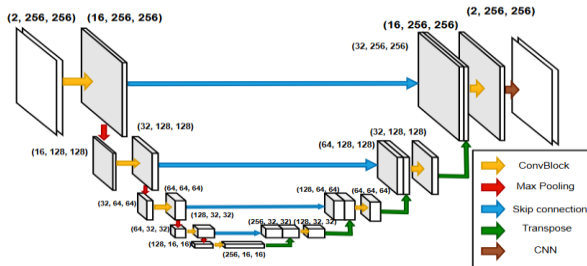 (2, 256, 256)
(16, 256, 256)
(2, 256, 256)
(16, 256, 256)
(32, 256, 256)
(32, 128, 128)
(32, 128, 128)
(16, 128, 128)
(64, 128, 128)
(64, 64, 64)
(128, 64, 64)
(64, 64, 64)
(32, 64, 64)
(128, 32, 32)
(256, 32, 32)
(128, 32, 32)
(64, 32, 32)
(128, 16, 16)
(256, 16, 16)
ConvBlock
Max Pooling
Skip connection
Transpose
CNN